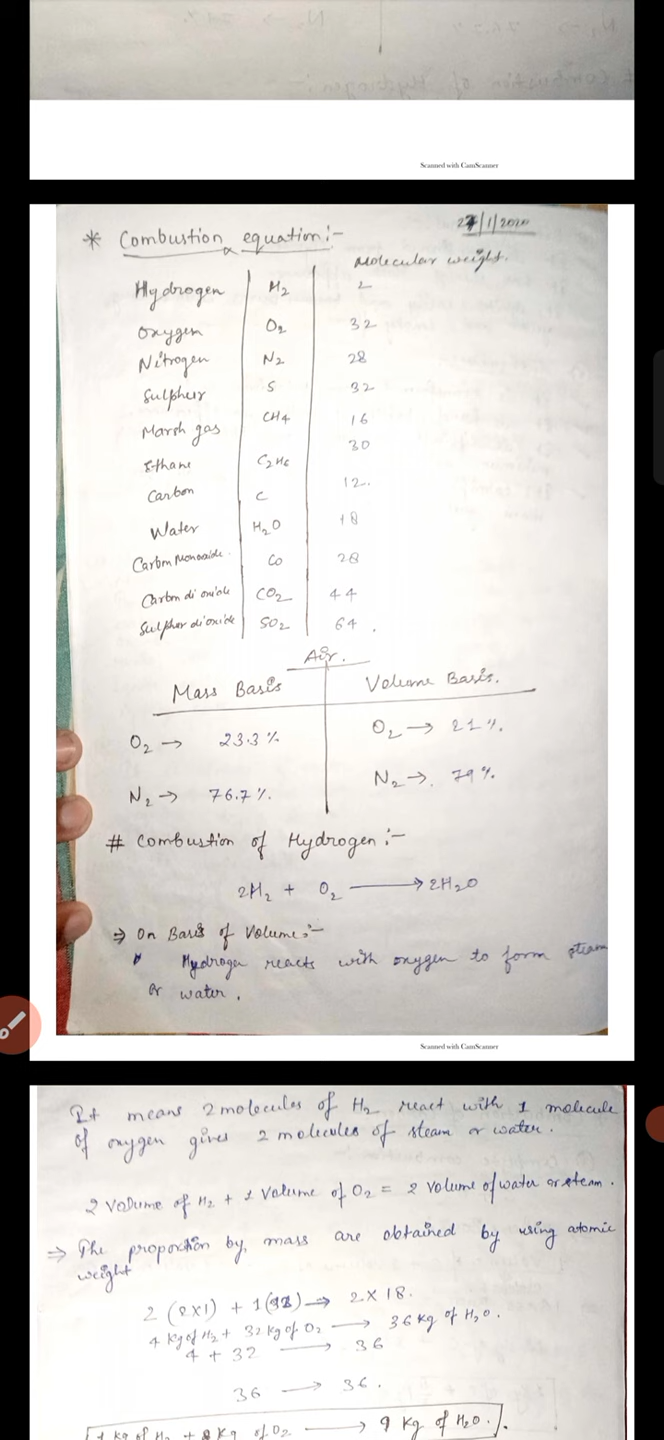 Scanned with CamScanner
27/1/2020
* Combustion equation :-
Molecular weight.
Hydrogen H2 2
Oxygen O2 32
Nitrogen N2 28
Sulpher S 32
Marsh gas CH4 16
Ethane C2H6 30
Carbon C 12.
Water H2O 18
Carbon Monoxide. CO 28
Carbon di oxide CO2 44
Sulpher dioxide SO2 64.
Air.
Mass Basis Volume Basis.
O2 → 23.3 % O2 → 21 %.
N2 → 76.7 %. N2 →. 79 %.
# Combustion of Hydrogen :-
2H2 + O2 → 2H2O
⇒ On Basis of Volume :-
Hydrogen reacts with oxygen to form steam
or water.
Scanned with CamScanner
It means 2 molecules of H2 react with 1 molecule
of oxygen gives 2 molecules of steam or water.
2 Volume of H2 + 1 Volume of O2 = 2 Volume of water or steam.
⇒ The proportion by mass are obtained by using atomic
weight
2 (2x1) + 1(32) → 2 x 18.
4 kg of H2 + 32 kg of O2 → 36 kg of H2O.
4 + 32 → 36
36 → 36.
1 kg of H2 + 8 Kg of O2 → 9 Kg of H2O.